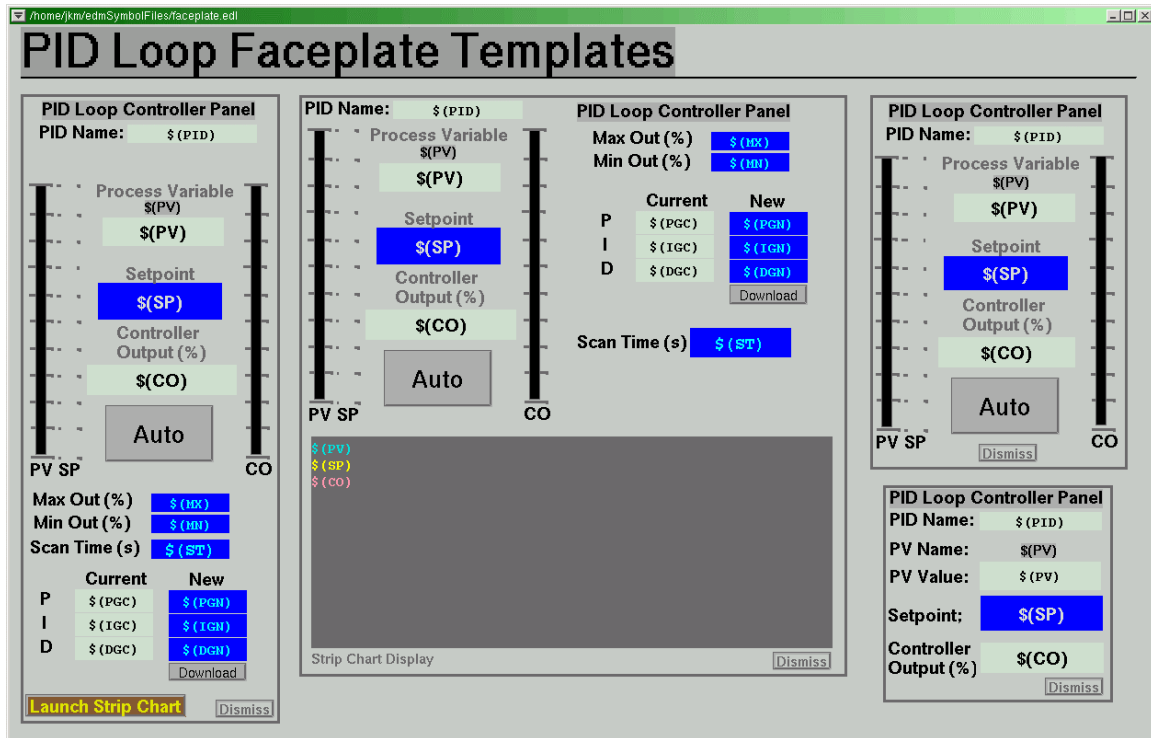 /home/jkm/edmSymbolFiles/faceplate.edl
PID Loop Faceplate Templates
PID Loop Controller Panel
PID Name: $(PID)
Process Variable
$(PV)
$(PV)
Setpoint
$(SP)
Controller
Output (%)
$(CO)
Auto
PV SP CO
Max Out (%) $(MX)
Min Out (%) $(MN)
Scan Time (s) $(ST)
Current New
P $(PGC) $(PGN)
I $(IGC) $(IGN)
D $(DGC) $(DGN)
Download
Launch Strip Chart Dismiss
PID Name: $(PID)
Process Variable
$(PV)
$(PV)
Setpoint
$(SP)
Controller
Output (%)
$(CO)
Auto
PV SP CO
PID Loop Controller Panel
Max Out (%) $(MX)
Min Out (%) $(MN)
Current New
P $(PGC) $(PGN)
I $(IGC) $(IGN)
D $(DGC) $(DGN)
Download
Scan Time (s) $(ST)
$(PV)
$(SP)
$(CO)
Strip Chart Display Dismiss
PID Loop Controller Panel
PID Name: $(PID)
Process Variable
$(PV)
$(PV)
Setpoint
$(SP)
Controller
Output (%)
$(CO)
Auto
PV SP CO
Dismiss
PID Loop Controller Panel
PID Name: $(PID)
PV Name: $(PV)
PV Value: $(PV)
Setpoint; $(SP)
Controller
Output (%) $(CO)
Dismiss